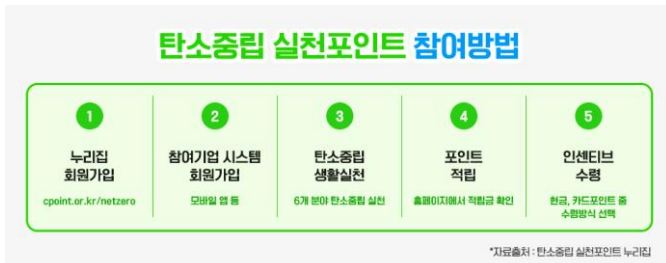 탄소중립 실천포인트 참여방법
1
누리집
회원가입
cpoint.or.kr/netzero
2
참여기업 시스템
회원가입
모바일 앱 등
3
탄소중립
생활실천
6개 분야 탄소중립 실천
4
포인트
적립
홈페이지에서 적립금 확인
5
인센티브
수령
현금, 카드포인트 중
수령방식 선택
*자료출처 : 탄소중립 실천포인트 누리집